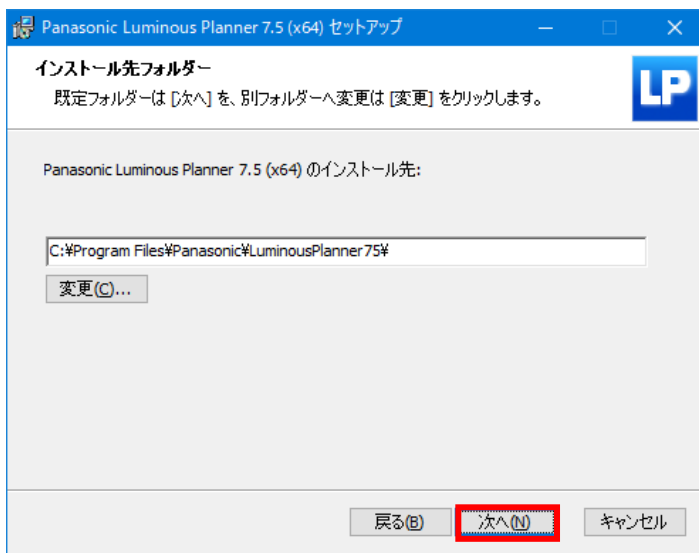 Panasonic Luminous Planner 7.5 (x64) セットアップ
インストール先フォルダー
既定フォルダーは [次へ] を、別フォルダーへ変更は [変更] をクリックします。
LP
Panasonic Luminous Planner 7.5 (x64) のインストール先:
C:¥Program Files¥Panasonic¥LuminousPlanner75¥
変更(C)...
戻る(B) 次へ(N) キャンセル